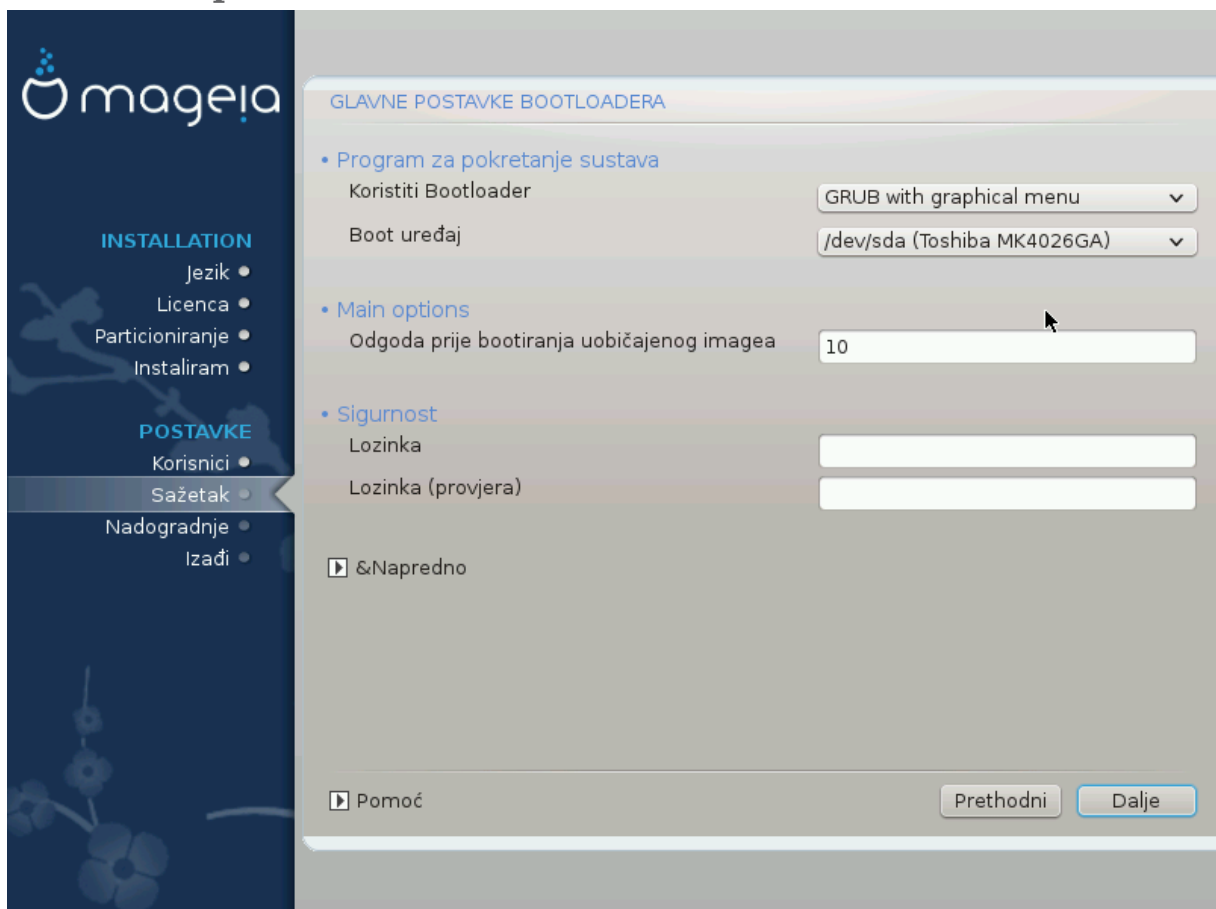 mageia
INSTALLATION
Jezik
Licenca
Particioniranje
Instaliram
POSTAVKE
Korisnici
Sažetak
Nadogradnje
Izađi
GLAVNE POSTAVKE BOOTLOADERA
• Program za pokretanje sustava
Koristiti Bootloader
GRUB with graphical menu
Boot uređaj
/dev/sda (Toshiba MK4026GA)
• Main options
Odgoda prije bootiranja uobičajenog imagea
10
• Sigurnost
Lozinka
Lozinka (provjera)
&Napredno
Pomoć
Prethodni
Dalje